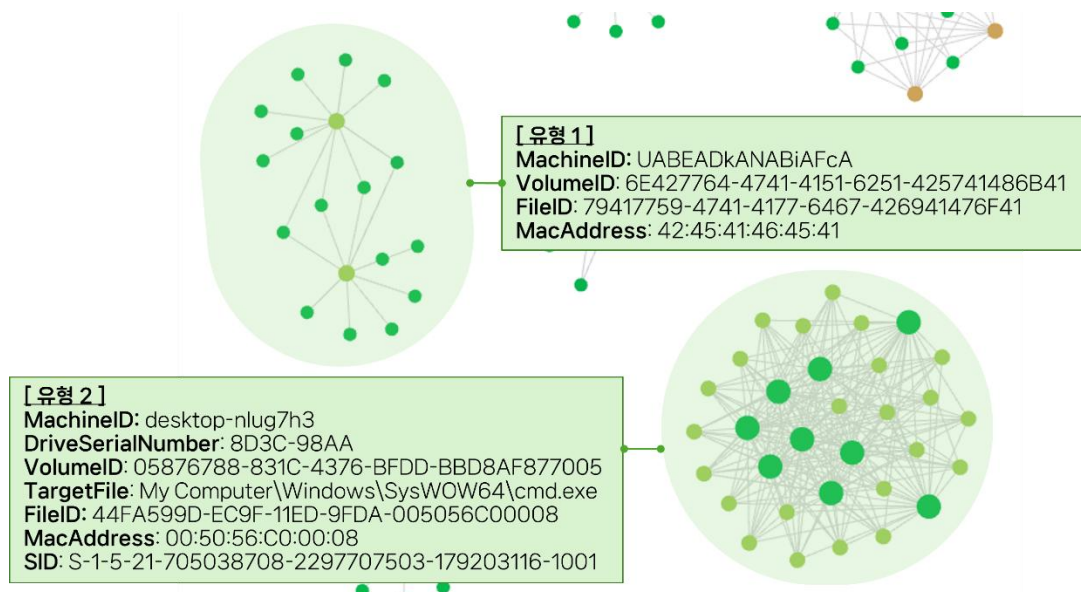 [ 유형 1 ]
MachineID: UABEADkANABiAFcA
VolumeID: 6E427764-4741-4151-6251-425741486B41
FileID: 79417759-4741-4177-6467-426941476F41
MacAddress: 42:45:41:46:45:41
[ 유형 2 ]
MachineID: desktop-nlug7h3
DriveSerialNumber: 8D3C-98AA
VolumeID: 05876788-831C-4376-BFDD-BBD8AF877005
TargetFile: My Computer\Windows\SysWOW64\cmd.exe
FileID: 44FA599D-EC9F-11ED-9FDA-005056C00008
MacAddress: 00:50:56:C0:00:08
SID: S-1-5-21-705038708-2297707503-179203116-1001